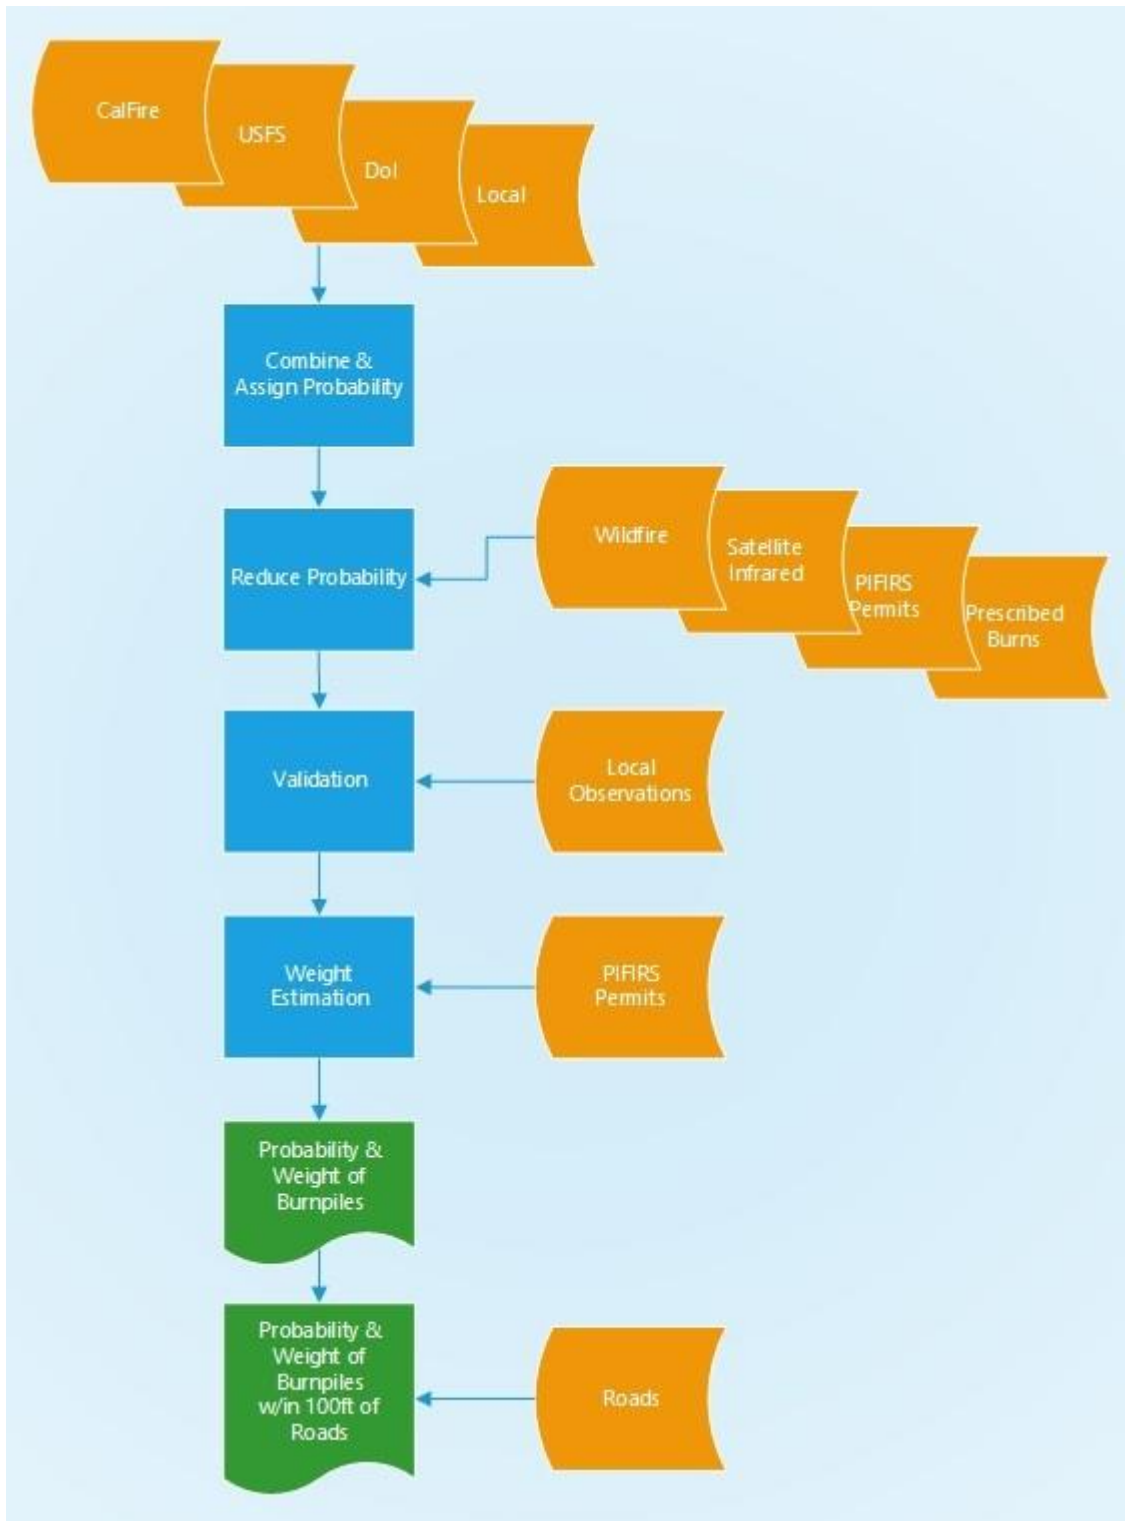 CalFire
USFS
DoI
Local
Combine &
Assign Probability
Reduce Probability
Wildfire
Satellite
Infrared
PIFIRS
Permits
Prescribed
Burns
Validation
Local
Observations
Weight
Estimation
PIFIRS
Permits
Probability &
Weight of
Burnpiles
Probability &
Weight of
Burnpiles
w/in 100ft of
Roads
Roads